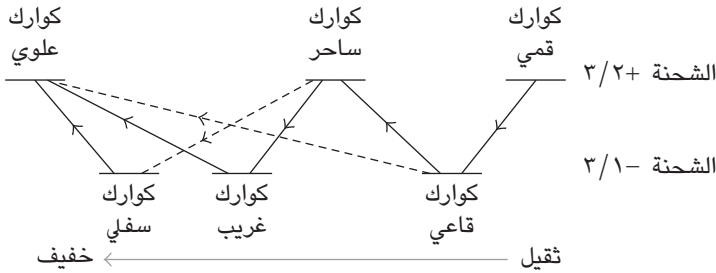 كوارك قمي
كوارك ساحر
كوارك علوي
الشحنة +٣/٢
الشحنة −٣/١
كوارك قاعي
كوارك غريب
كوارك سفلي
ثقيل
خفيف